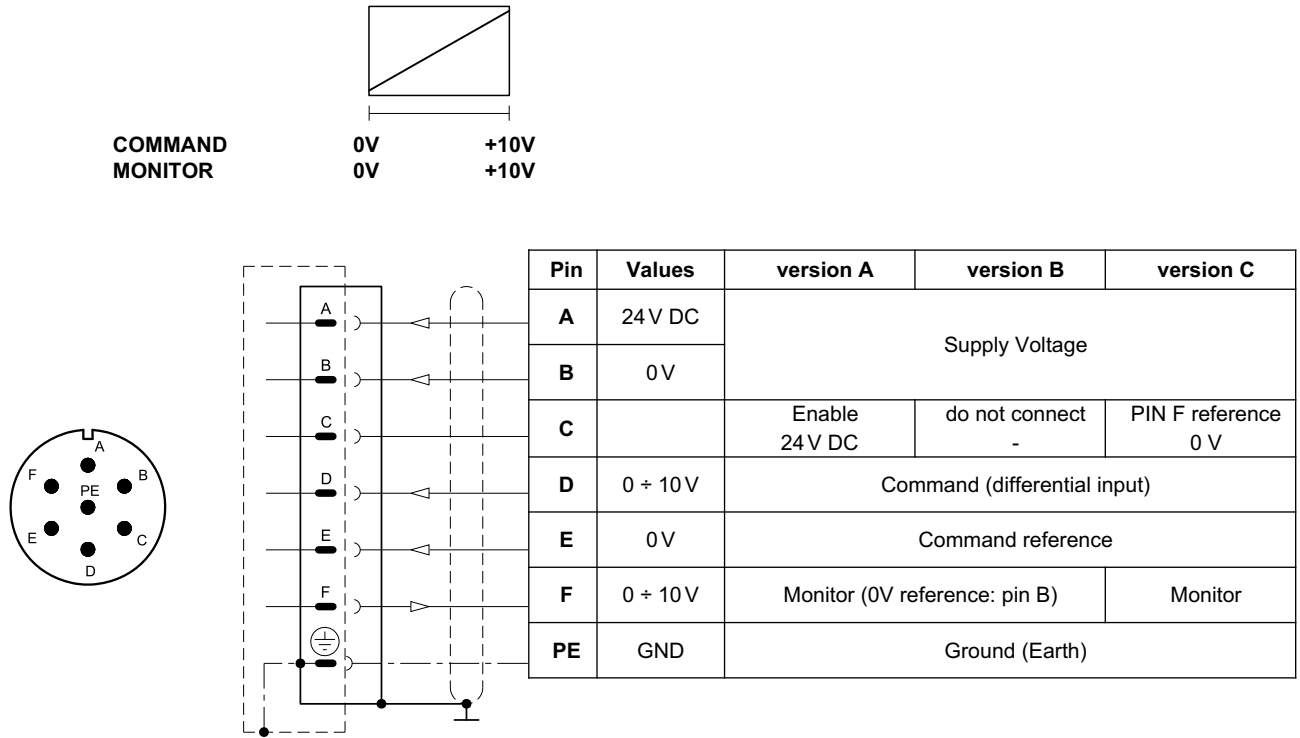 COMMAND 0V +10V
MONITOR 0V +10V
Pin Values version A version B version C
A 24 V DC Supply Voltage
B 0 V
C Enable 24 V DC do not connect - PIN F reference 0 V
D 0 ÷ 10 V Command (differential input)
E 0 V Command reference
F 0 ÷ 10 V Monitor (0V reference: pin B) Monitor
PE GND Ground (Earth)
A
B
C
D
E
F
A
F B
PE
E C
D